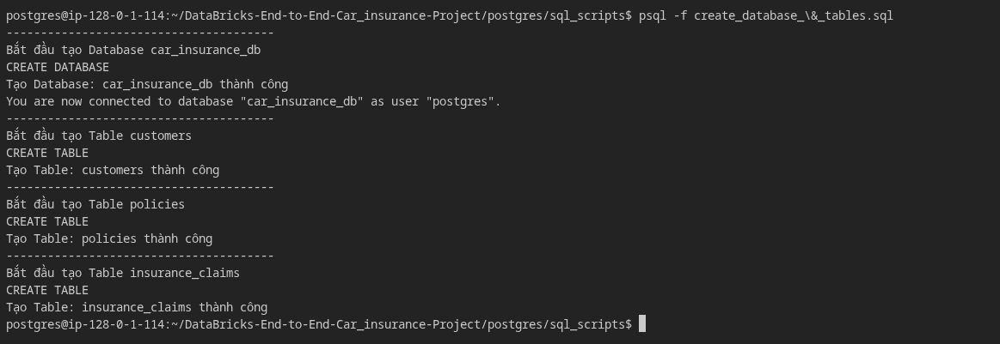 postgres@ip-128-0-1-114:~/DataBricks-End-to-End-Car_insurance-Project/postgres/sql_scripts$ psql -f create_database_\&_tables.sql
---------------------------------------
Bắt đầu tạo Database car_insurance_db
CREATE DATABASE
Tạo Database: car_insurance_db thành công
You are now connected to database "car_insurance_db" as user "postgres".
---------------------------------------
Bắt đầu tạo Table customers
CREATE TABLE
Tạo Table: customers thành công
---------------------------------------
Bắt đầu tạo Table policies
CREATE TABLE
Tạo Table: policies thành công
---------------------------------------
Bắt đầu tạo Table insurance_claims
CREATE TABLE
Tạo Table: insurance_claims thành công
postgres@ip-128-0-1-114:~/DataBricks-End-to-End-Car_insurance-Project/postgres/sql_scripts$